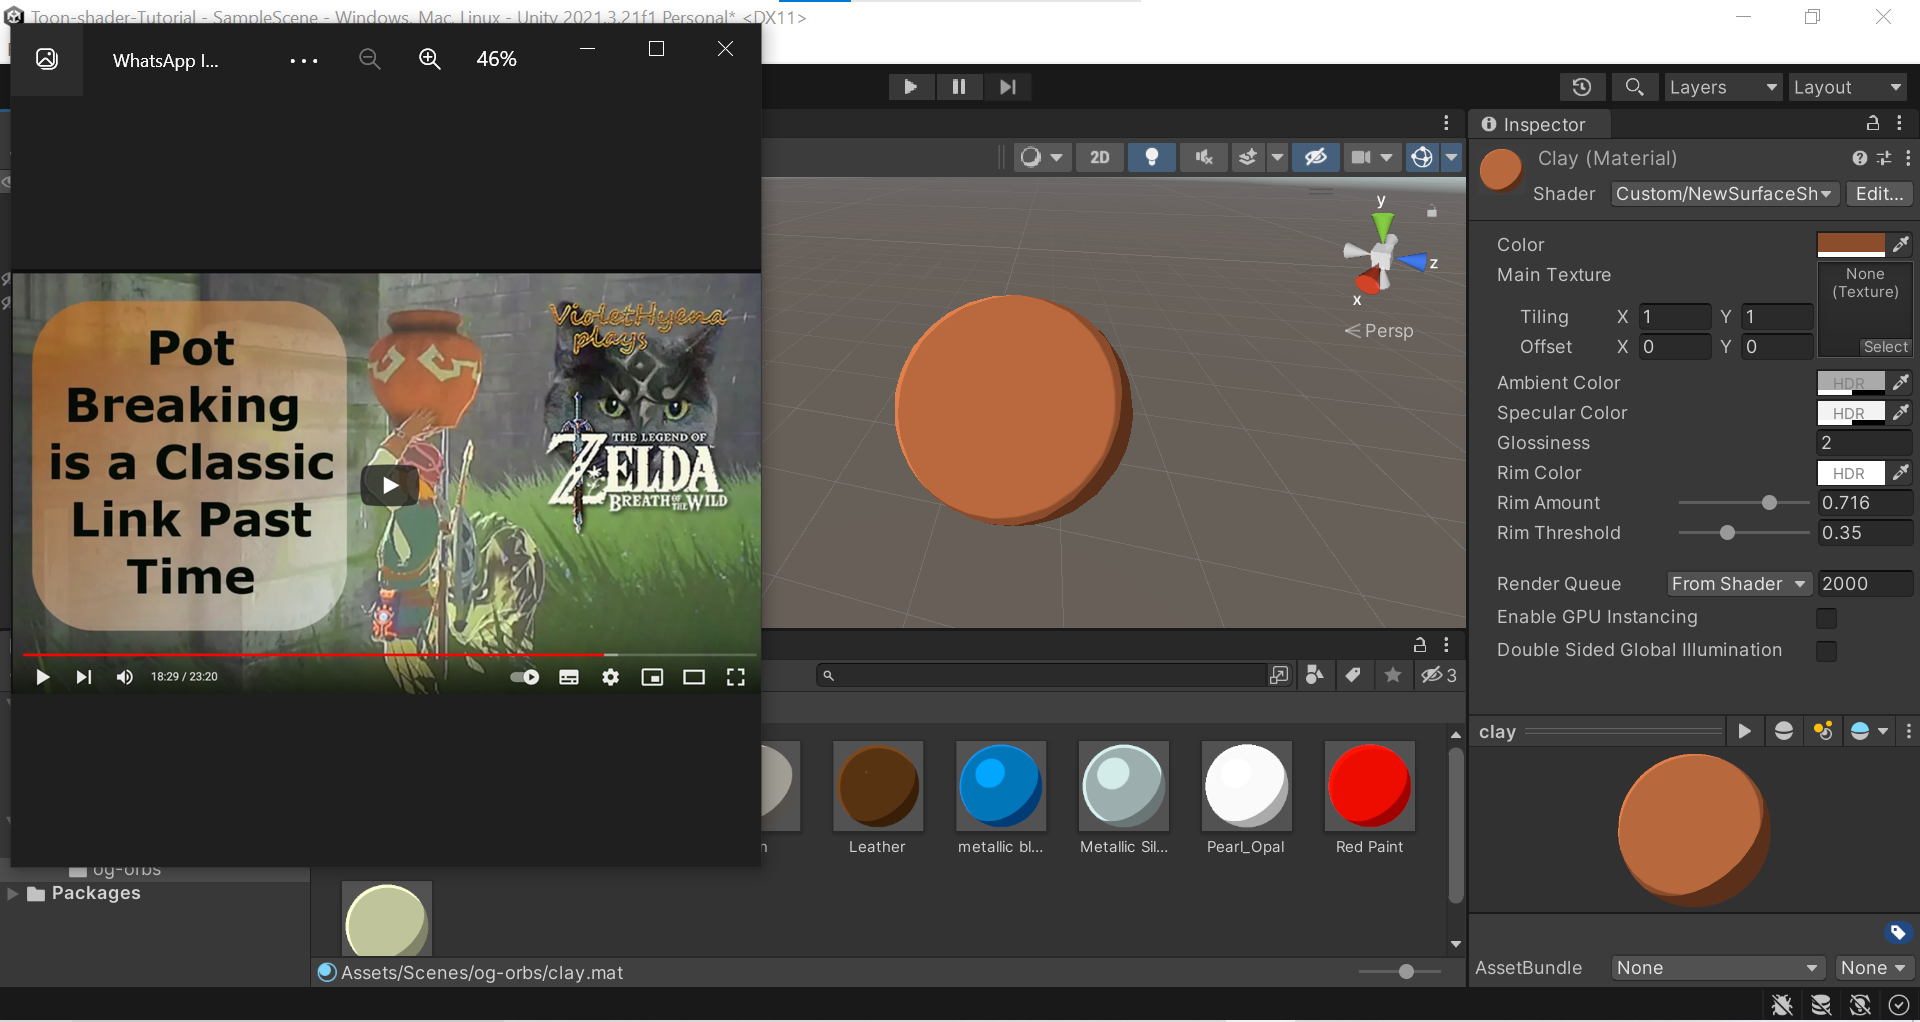 Toon-shader-Tutorial - SampleScene - Windows, Mac, Linux - Unity 2021.3.21f1 Personal* <DX11>
WhatsApp I...
46%
Layers
Layout
Inspector
2D
Clay (Material)
Shader
Custom/NewSurfaceSh
Edit...
y
z
x
Persp
Color
Main Texture
None
(Texture)
Tiling X 1 Y 1
Offset X 0 Y 0
Select
Ambient Color HDR
Specular Color HDR
Glossiness 2
Rim Color HDR
Rim Amount 0.716
Rim Threshold 0.35
Render Queue From Shader 2000
Enable GPU Instancing
Double Sided Global Illumination
Pot
Breaking
is a Classic
Link Past
Time
VioletHyena
plays
THE LEGEND OF
ZELDA
BREATH OF THE WILD
18:29 / 23:20
3
clay
Leather
metallic bl...
Metallic Sil...
Pearl_Opal
Red Paint
og-orbs
Packages
Assets/Scenes/og-orbs/clay.mat
AssetBundle None None